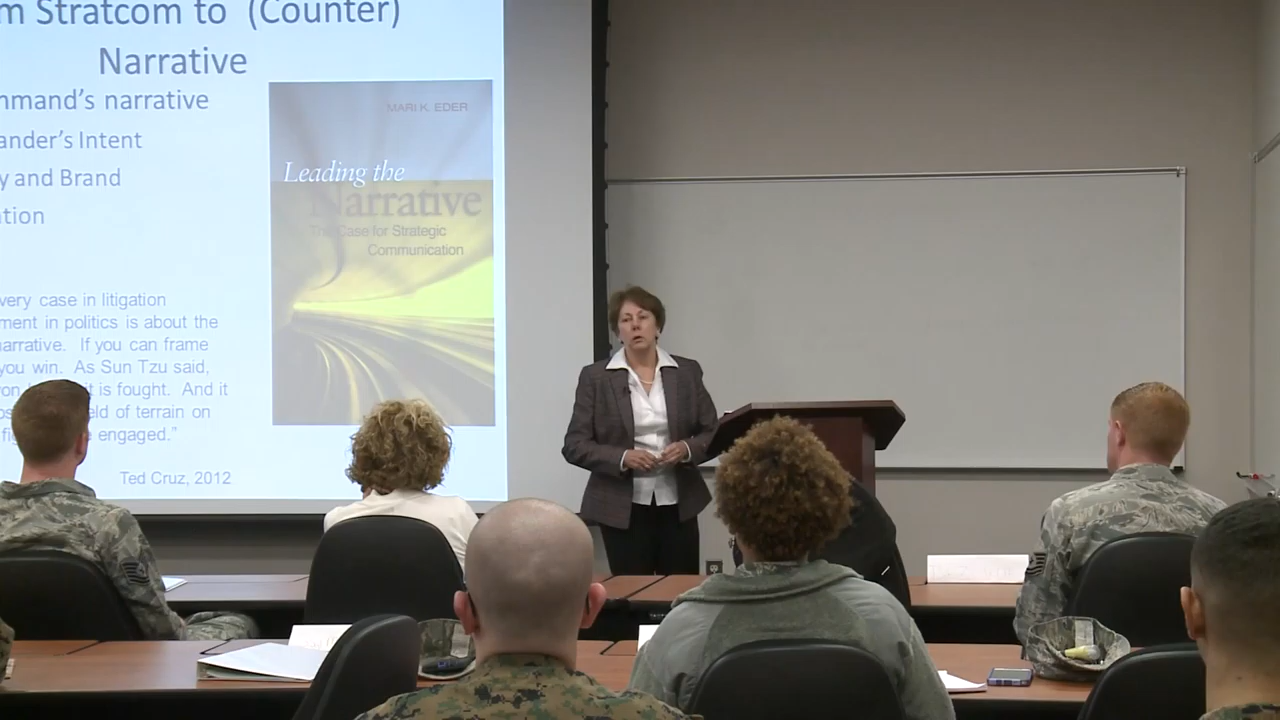 m Stratcom to (Counter)
Narrative
mmand's narrative
ander's Intent
y and Brand
ation
MARI K. EDER
Leading the
Narrative
The Case for Strategic
Communication
very case in litigation
ment in politics is about the
arrative. If you can frame
you win. As Sun Tzu said,
won it is fought. And it
eld of terrain on
engaged."
Ted Cruz, 2012